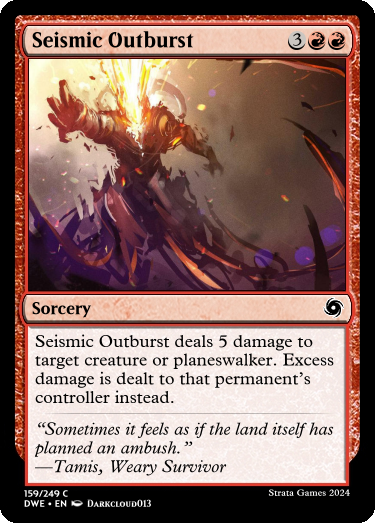 Seismic Outburst 3
Sorcery
Seismic Outburst deals 5 damage to
target creature or planeswalker. Excess
damage is dealt to that permanent's
controller instead.
“Sometimes it feels as if the land itself has
planned an ambush.”
—Tamis, Weary Survivor
159/249 C
DWE • EN Darkcloud013
Strata Games 2024